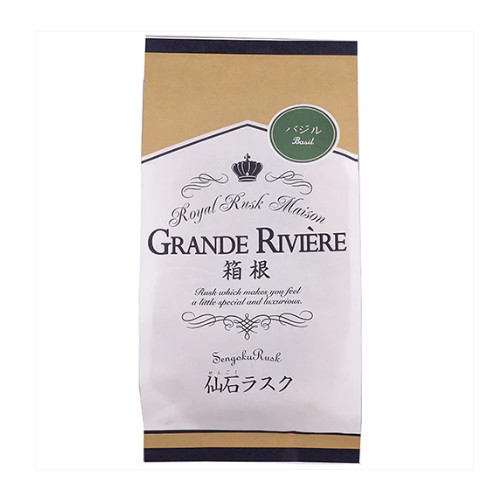 バジル
Basil
Royal Rusk Maison
GRANDE RIVIÈRE
箱根
Rusk which makes you feel
a little special and luxurious.
SengokuRusk
せんごく
仙石ラスク